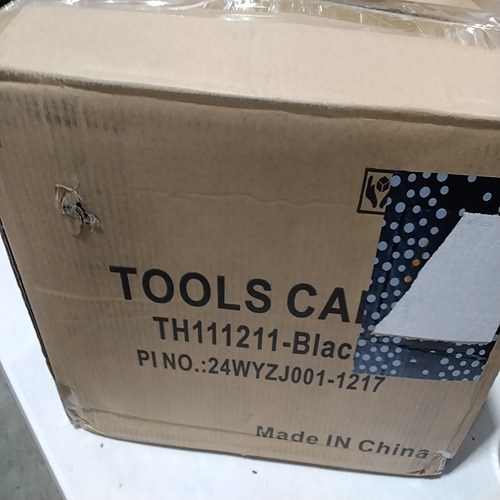 TOOLS CA
TH111211-Blac
PI NO.:24WYZJ001-1217
Made IN China